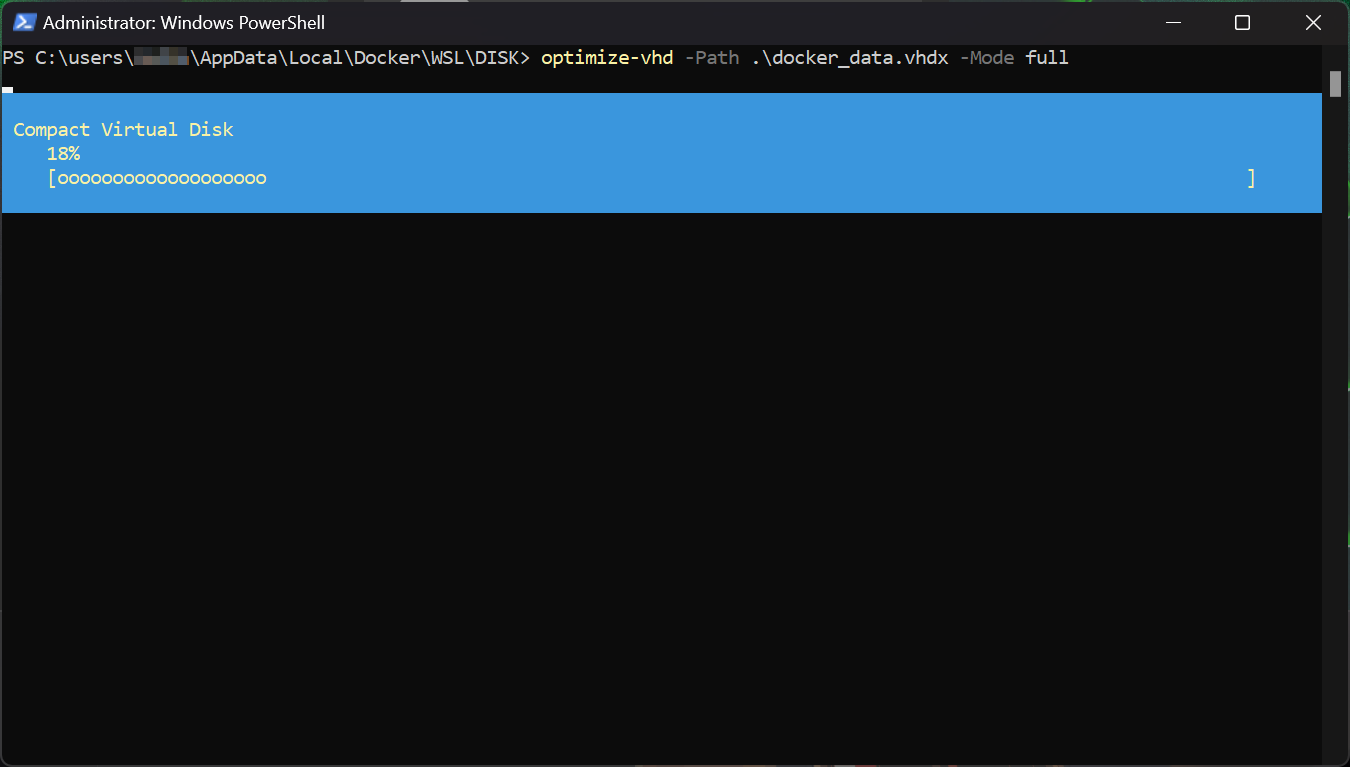 Administrator: Windows PowerShell
PS C:\users\\AppData\Local\Docker\WSL\DISK> optimize-vhd -Path .\docker_data.vhdx -Mode full
Compact Virtual Disk
18%
[ooooooooooooooooooo ]